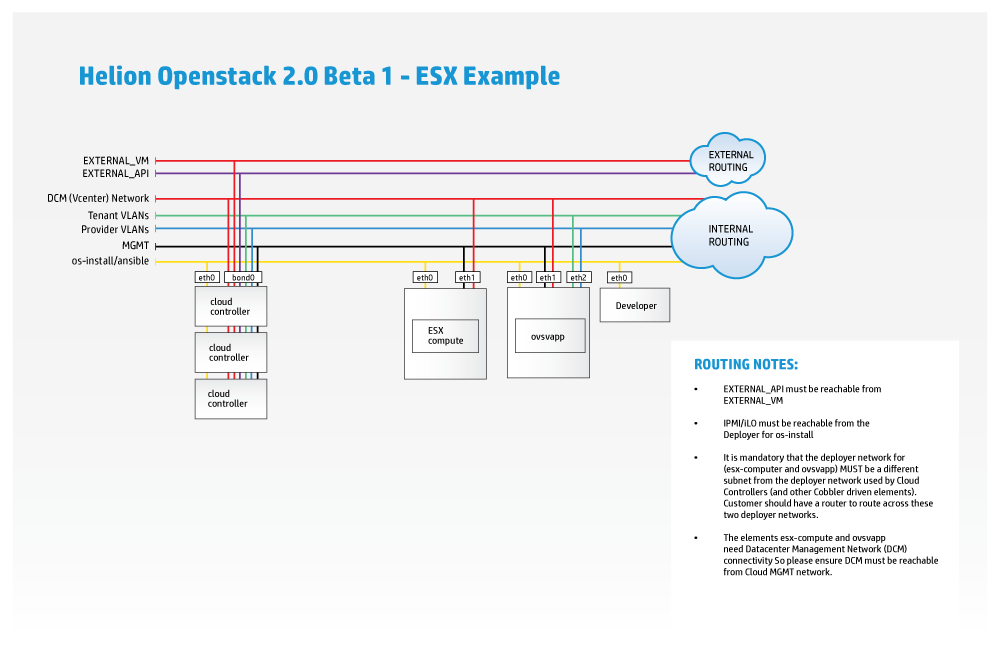 Helion Openstack 2.0 Beta 1 - ESX Example
EXTERNAL_VM
EXTERNAL_API
DCM (Vcenter) Network
Tenant VLANs
Provider VLANs
MGMT
os-install/ansible
EXTERNAL
ROUTING
INTERNAL
ROUTING
eth0
bond0
eth0
eth1
eth0
eth1
eth2
eth0
cloud
controller
cloud
controller
cloud
controller
ESX
compute
ovsvapp
Developer
ROUTING NOTES:
• EXTERNAL_API must be reachable from
EXTERNAL_VM
• IPMI/iLO must be reachable from the
Deployer for os-install
• It is mandatory that the deployer network for
(esx-computer and ovsvapp) MUST be a different
subnet from the deployer network used by Cloud
Controllers (and other Cobbler driven elements).
Customer should have a router to route across these
two deployer networks.
• The elements esx-compute and ovsvapp
need Datacenter Management Network (DCM)
connectivity So please ensure DCM must be reachable
from Cloud MGMT network.